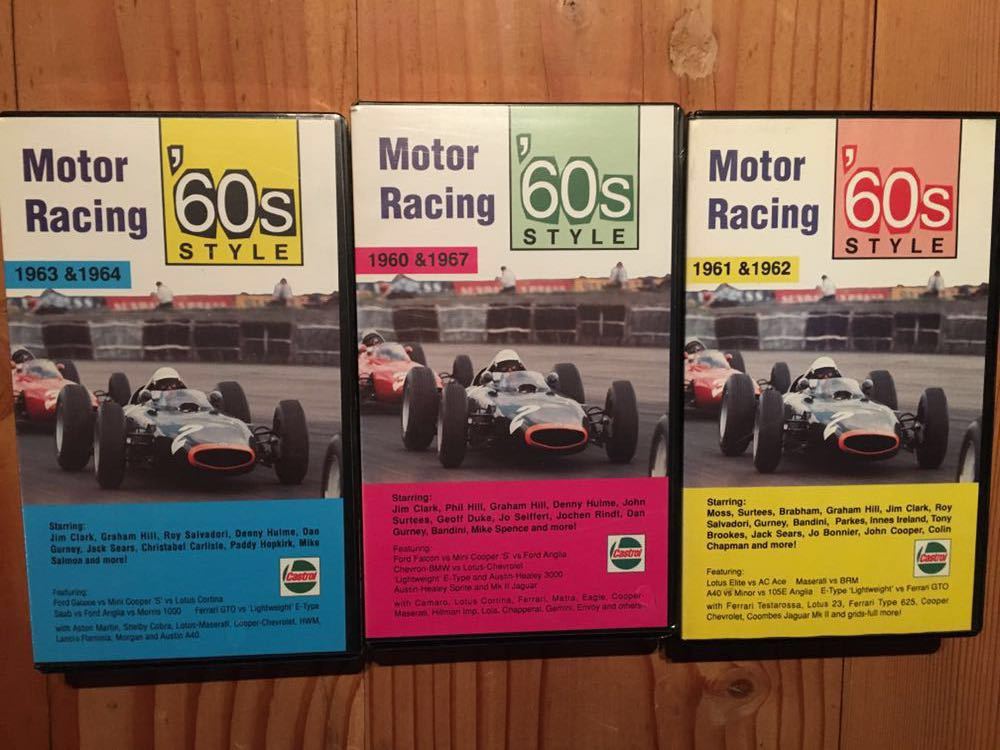 Motor
Racing
'60s
STYLE
1963 &1964
2
Starring:
Jim Clark, Graham Hill, Roy Salvadori, Denny Hulme, Dan
Gurney, Jack Sears, Christabel Carlisle, Paddy Hopkirk, Mike
Salmon and more!
Castrol
Featuring:
Ford Galaxie vs Mini Cooper 'S' vs Lotus Cortina
Saab vs Ford Anglia vs Morris 1000 Ferrari GTO vs 'Lightweight' E-Type
with Aston Martin, Shelby Cobra, Lotus-Maserati, Cooper-Chevrolet, HWM,
Lancia Flaminia, Morgan and Austin A40.
Motor
Racing
'60s
STYLE
1960 &1967
2
Starring:
Jim Clark, Phil Hill, Graham Hill, Denny Hulme, John
Surtees, Geoff Duke, Jo Seiffert, Jochen Rindt, Dan
Gurney, Bandini, Mike Spence and more!
Featuring:
Ford Falcon vs Mini Cooper 'S' vs Ford Anglia
Chevron-BMW vs Lotus-Chevrolet
'Lightweight' E-Type and Austin-Healey 3000
Austin-Healey Sprite and Mk II Jaguar
Castrol
with Camaro, Lotus Cortina, Ferrari, Matra, Eagle, Cooper-
Maserati, Hillman Imp, Lola, Chapperal, Gemini, Envoy and others
Motor
Racing
'60s
STYLE
1961 &1962
2
Starring:
Moss, Surtees, Brabham, Graham Hill, Jim Clark, Roy
Salvadori, Gurney, Bandini, Parkes, Innes Ireland, Tony
Brookes, Jack Sears, Jo Bonnier, John Cooper, Colin
Chapman and more!
Castrol
Featuring:
Lotus Elite vs AC Ace Maserati vs BRM
A40 vs Minor vs 105E Anglia E-Type 'Lightweight' vs Ferrari GTO
with Ferrari Testarossa, Lotus 23, Ferrari Type 625, Cooper
Chevrolet, Coombes Jaguar Mk II and grids-full more!